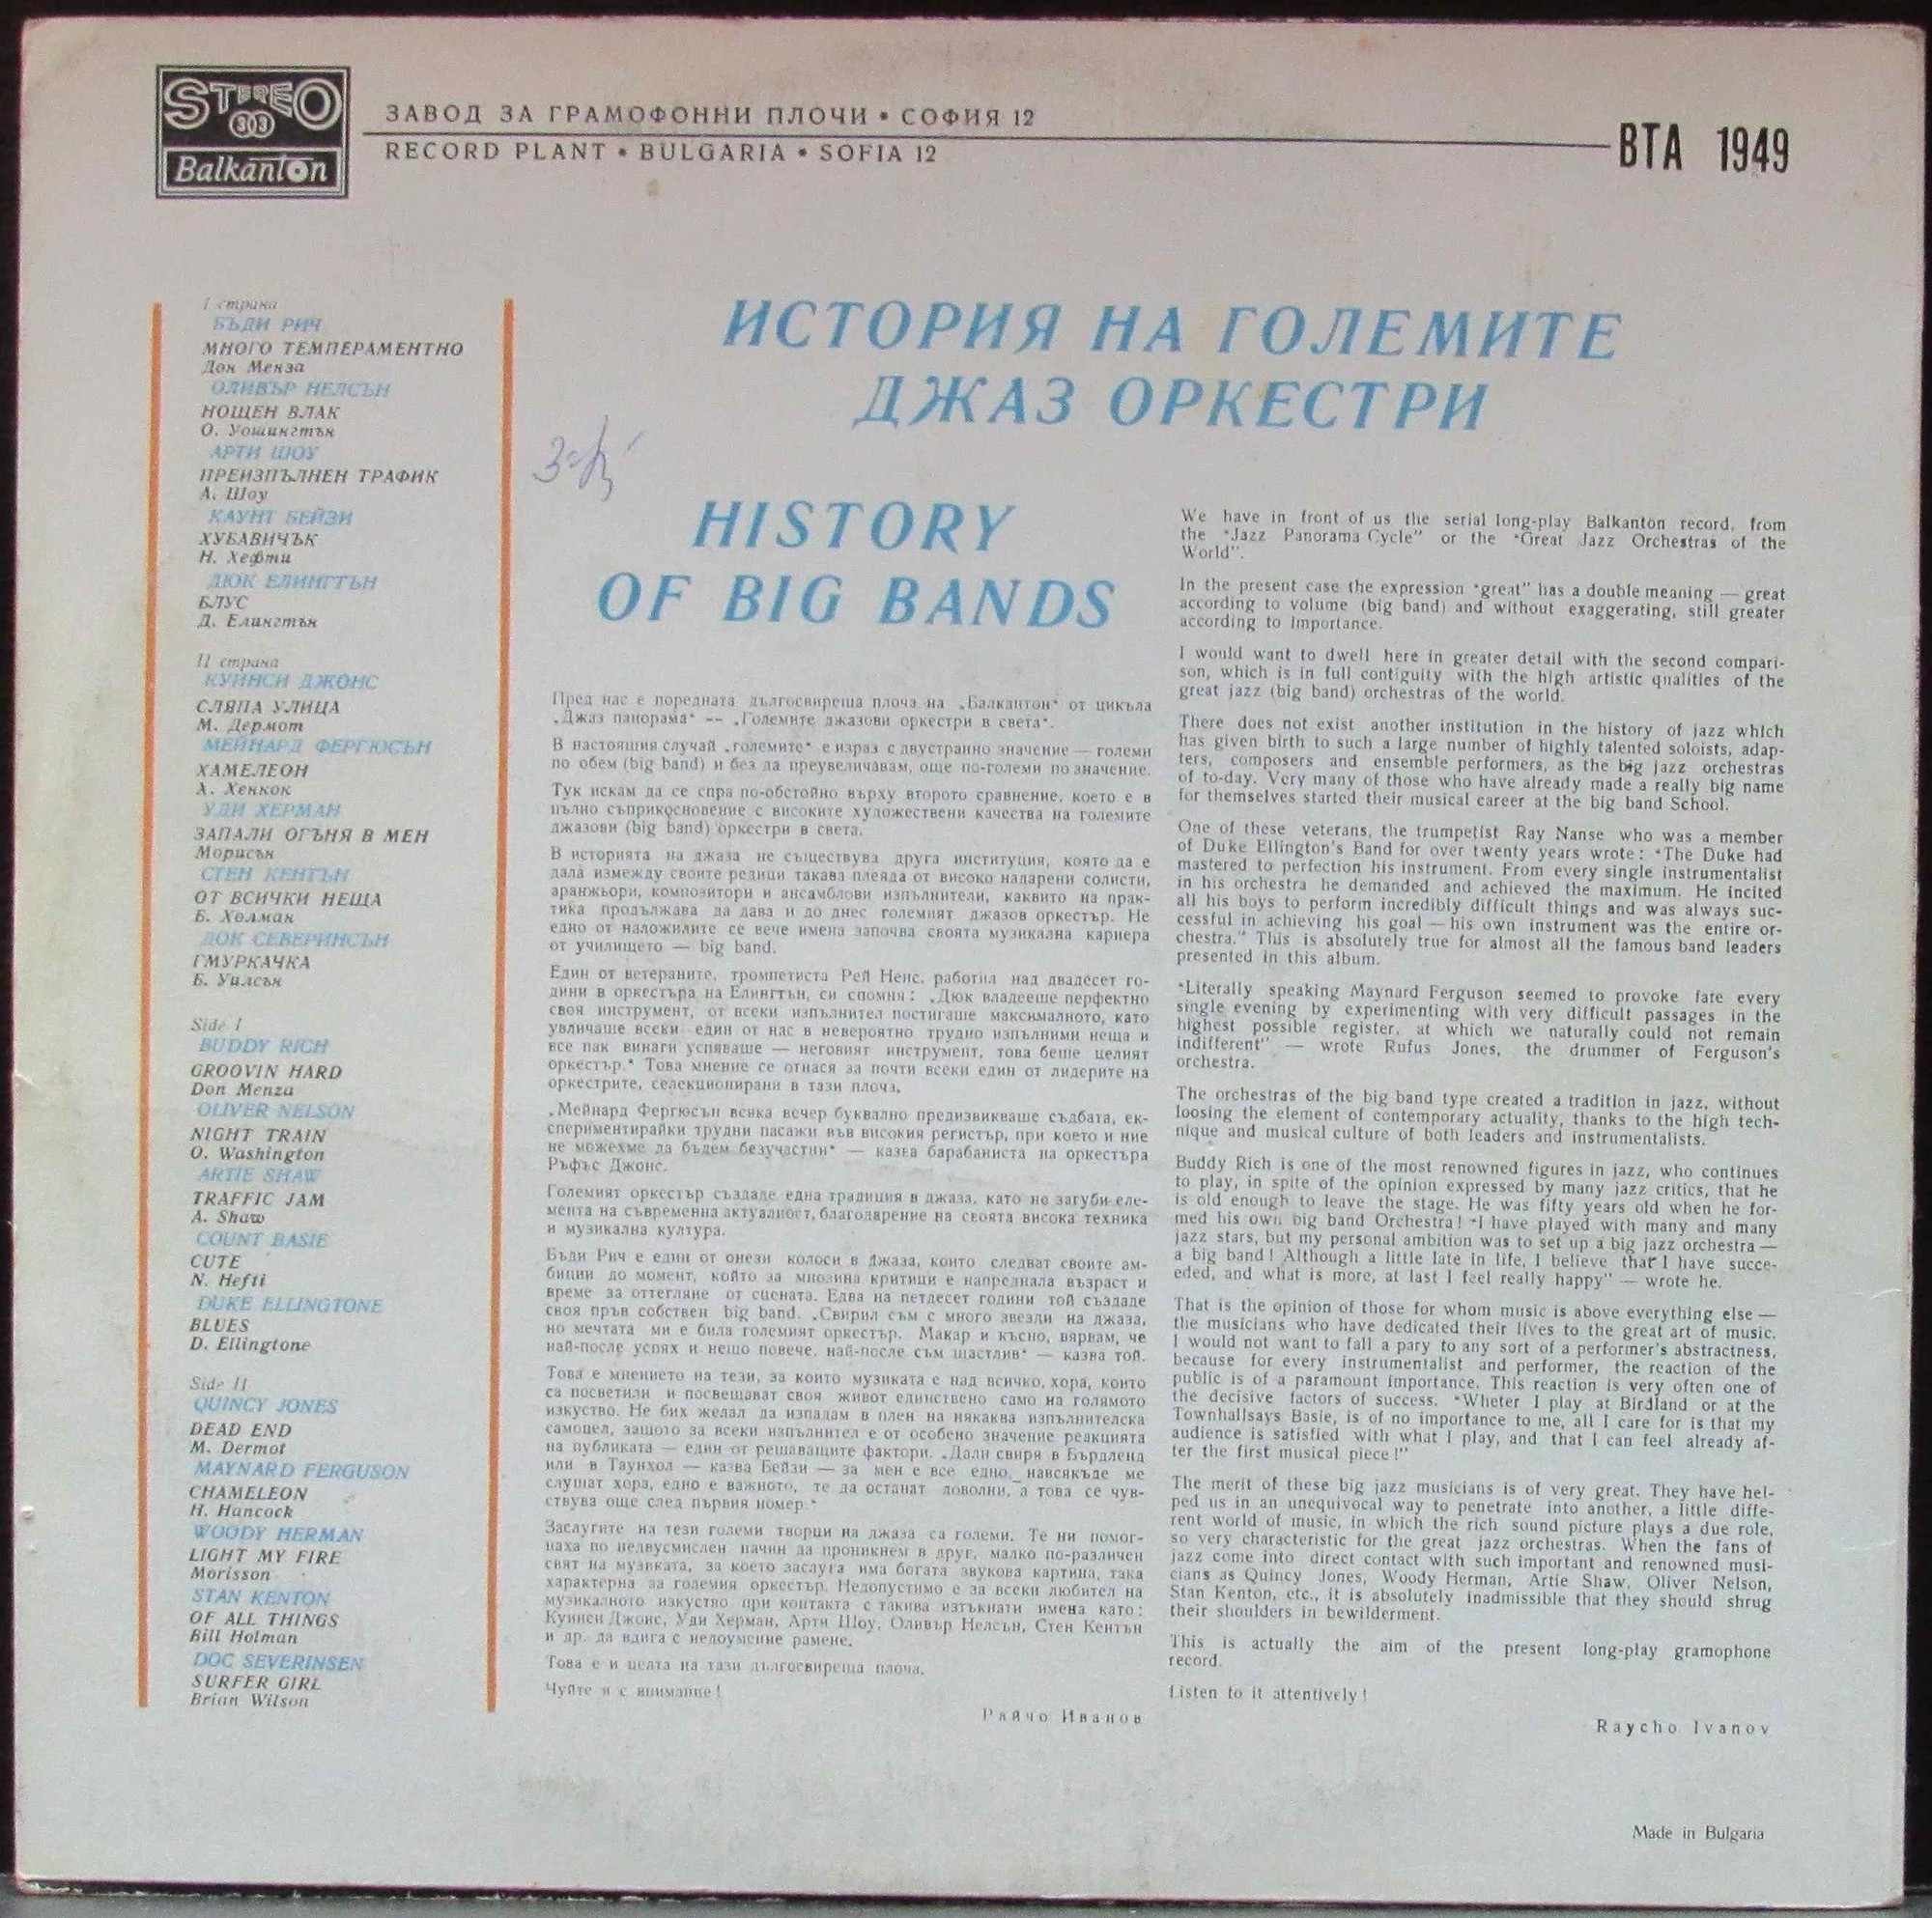 STEREO
33
Balkanton
ЗАВОД ЗА ГРАМОФОННИ ПЛОЧИ • СОФИЯ 12
RECORD PLANT • BULGARIA • SOFIA 12
ВТА 1949
I страна
БЪДИ РИЧ
МНОГО ТЕМПЕРАМЕНТНО
Дон Менза
ОЛИВЪР НЕЛСЪН
НОЩЕН ВЛАК
О. Уошингтън
АРТИ ШОУ
ПРЕИЗПЪЛНЕН ТРАФИК
А. Шоу
КАУНТ БЕЙЗИ
ХУБАВИЧЪК
Н. Хефти
ДЮК ЕЛИНГТЪН
БЛУС
Д. Елингтън
II страна
КУИНСИ ДЖОНС
СЛЯПА УЛИЦА
М. Дермот
МЕЙНАРД ФЕРГЮСЪН
ХАМЕЛЕОН
Х. Хенкок
УДИ ХЕРМАН
ЗАПАЛИ ОГЪНЯ В МЕН
Морисън
СТЕН КЕНТЪН
ОТ ВСИЧКИ НЕЩА
Б. Холман
ДОК СЕВЕРИНСЪН
ГМУРКАЧКА
Б. Уилсън
Side I
BUDDY RICH
GROOVIN HARD
Don Menza
OLIVER NELSON
NIGHT TRAIN
O. Washington
ARTIE SHAW
TRAFFIC JAM
A. Shaw
COUNT BASIE
CUTE
N. Hefti
DUKE ELLINGTONE
BLUES
D. Ellingtone
Side II
QUINCY JONES
DEAD END
M. Dermot
MAYNARD FERGUSON
CHAMELEON
H. Hancock
WOODY HERMAN
LIGHT MY FIRE
Morisson
STAN KENTON
OF ALL THINGS
Bill Holman
DOC SEVERINSEN
SURFER GIRL
Brian Wilson
ИСТОРИЯ НА ГОЛЕМИТЕ
ДЖАЗ ОРКЕСТРИ
HISTORY
OF BIG BANDS
Пред нас е поредната дългосвиреща плоча на „Балкантон“ от цикъла
„Джаз панорама“ -- „Големите джазови оркестри в света“.
В настоящия случай „големите“ е израз с двустранно значение — големи
по обем (big band) и без да преувеличавам, още по-големи по значение.
Тук искам да се спра по-обстойно върху второто сравнение, което е в
пълно съприкосновение с високите художествени качества на големите
джазови (big band) оркестри в света.
В историята на джаза не съществува друга институция, която да е
дала измежду своите редици такава плеяда от високо надарени солисти,
аранжьори, композитори и ансамблови изпълнители, каквито на прак-
тика продължава да дава и до днес големият джазов оркестър. Не
едно от наложилите се вече имена започва своята музикална кариера
от училището — big band.
Един от ветераните, тромпетиста Рей Ненс, работил над двадесет го-
дини в оркестъра на Елингтън, си спомня: „Дюк владееше перфектно
своя инструмент, от всеки изпълнител постигаше максималното, като
увличаше всеки един от нас в невероятно трудно изпълними неща и
все пак винаги успяваше — неговият инструмент, това беше целият
оркестър.“ Това мнение се отнася за почти всеки един от лидерите на
оркестрите, селекционирани в тази плоча.
„Мейнард Фергюсън всяка вечер буквално предизвикваше съдбата, ек-
спериментирайки трудни пасажи във високия регистър, при което и ние
не можехме да бъдем безучастни“ — казва барабаниста на оркестъра
Ръфъс Джонс.
Големият оркестър създаде една традиция в джаза, като не загуби еле-
мента на съвременна актуалност, благодарение на своята висока техника
и музикална култура.
Бъди Рич е един от онези колоси в джаза, които следват своите ам-
биции до момент, който за мнозина критици е напреднала възраст и
време за оттегляне от сцената. Едва на петдесет години той създаде
своя пръв собствен big band. „Свирил съм с много звезди на джаза,
но мечтата ми е била големият оркестър. Макар и късно, вярвам, че
най-после успях и нещо повече, най-после съм щастлив“ — казва той.
Това е мнението на тези, за които музиката е над всичко, хора, които
са посветили и посвещават своя живот единствено само на голямото
изкуство. Не бих желал да изпадам в плен на някаква изпълнителска
самоцел, защото за всеки изпълнител е от особено значение реакцията
на публиката — един от решаващите фактори. „Дали свиря в Бърдленд
или в Таунхол — казва Бейзи — за мен е все едно, навсякъде ме
слушат хора, едно е важното, те да останат доволни, а това се чув-
ствува още след първия номер.“
Заслугите на тези големи творци на джаза са големи. Те ни помог-
наха по недвусмислен начин да проникнем в друг, малко по-различен
свят на музиката, за което заслуга има богата звукова картина, така
характерна за големия оркестър. Недопустимо е за всеки любител на
музикалното изкуство при контакта с такива изтъкнати имена като:
Куинси Джонс, Уди Херман, Арти Шоу, Оливър Нелсън, Стен Кентън
и др. да вдига с недоумение рамене.
Това е и целта на тази дългосвиреща плоча.
Чуйте я с внимание!
Райчо Иванов
We have in front of us the serial long-play Balkanton record, from
the “Jazz Panorama Cycle” or the “Great Jazz Orchestras of the
World”.
In the present case the expression “great” has a double meaning — great
according to volume (big band) and without exaggerating, still greater
according to Importance.
I would want to dwell here in greater detail with the second compari-
son, which is in full contiguity with the high artistic qualities of the
great jazz (big band) orchestras of the world.
There does not exist another institution in the history of jazz which
has given birth to such a large number of highly talented soloists, adap-
ters, composers and ensemble performers, as the big jazz orchestras
of to-day. Very many of those who have already made a really big name
for themselves started their musical career at the big band School.
One of these veterans, the trumpetist Ray Nanse who was a member
of Duke Ellington's Band for over twenty years wrote: “The Duke had
mastered to perfection his instrument. From every single instrumentalist
in his orchestra he demanded and achieved the maximum. He incited
all his boys to perform incredibly difficult things and was always suc-
cessful in achieving his goal — his own instrument was the entire or-
chestra.” This is absolutely true for almost all the famous band leaders
presented in this album.
“Literally speaking Maynard Ferguson seemed to provoke fate every
single evening by experimenting with very difficult passages in the
highest possible register, at which we naturally could not remain
indifferent” — wrote Rufus Jones, the drummer of Ferguson's
orchestra.
The orchestras of the big band type created a tradition in jazz, without
loosing the element of contemporary actuality, thanks to the high tech-
nique and musical culture of both leaders and instrumentalists.
Buddy Rich is one of the most renowned figures in jazz, who continues
to play, in spite of the opinion expressed by many jazz critics, that he
is old enough to leave the stage. He was fifty years old when he for-
med his own big band Orchestra! “I have played with many and many
jazz stars, but my personal ambition was to set up a big jazz orchestra —
a big band! Although a little late in life, I believe that I have succe-
eded, and what is more, at last I feel really happy” — wrote he.
That is the opinion of those for whom music is above everything else —
the musicians who have dedicated their lives to the great art of music.
I would not want to fall a pary to any sort of a performer's abstractness,
because for every instrumentalist and performer, the reaction of the
public is of a paramount importance. This reaction is very often one of
the decisive factors of success. “Wheter I play at Birdland or at the
Townhallsays Basie, is of no importance to me, all I care for is that my
audience is satisfied with what I play, and that I can feel already af-
ter the first musical piece!”
The merit of these big jazz musicians is of very great. They have hel-
ped us in an unequivocal way to penetrate into another, a little diffe-
rent world of music, in which the rich sound picture plays a due role,
so very characteristic for the great jazz orchestras. When the fans of
jazz come into direct contact with such important and renowned musi-
cians as Quincy Jones, Woody Herman, Artie Shaw, Oliver Nelson,
Stan Kenton, etc., it is absolutely inadmissible that they should shrug
their shoulders in bewilderment.
This is actually the aim of the present long-play gramophone
record.
Listen to it attentively!
Raycho Ivanov
Made in Bulgaria